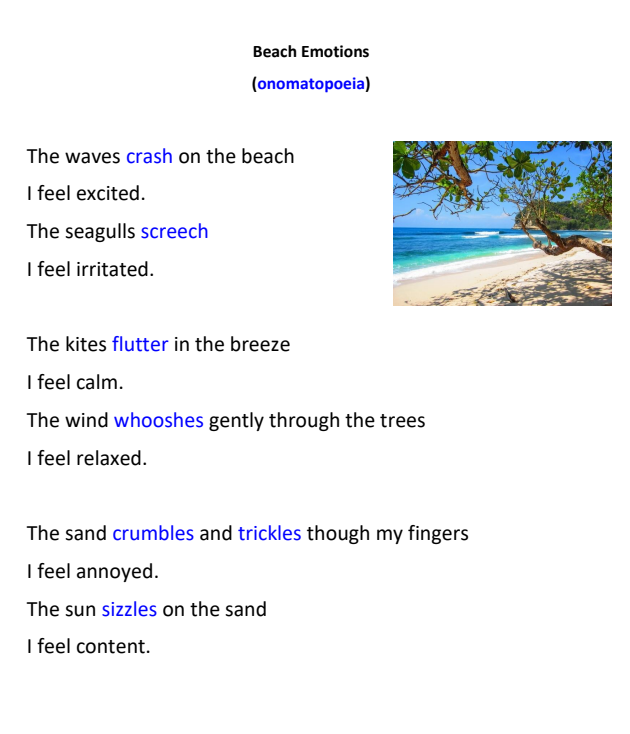 Beach Emotions
(onomatopoeia)
The waves crash on the beach
I feel excited.
The seagulls screech
I feel irritated.
The kites flutter in the breeze
I feel calm.
The wind whooshes gently through the trees
I feel relaxed.
The sand crumbles and trickles though my fingers
I feel annoyed.
The sun sizzles on the sand
I feel content.